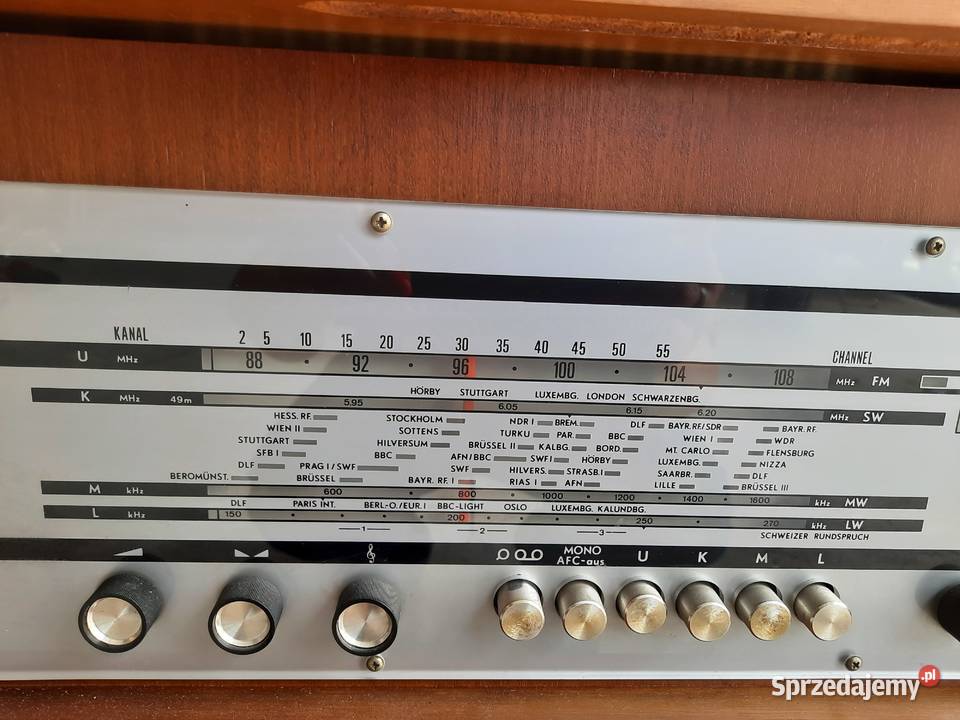 KANAL 2 5 10 15 20 25 30 35 40 45 50 55 CHANNEL
U MHz 88 92 96 100 104 108 MHz FM
HÖRBY STUTTGART LUXEMBG. LONDON SCHWARZENBG.
K MHz 49m 5.95 6.05 6.15 6.20 MHz SW
HESS. RF. STOCKHOLM NDR I BREM. DLF BAYR.RF/SDR BAYR.RF.
WIEN II SOTTENS TURKU PAR. BBC WIEN I WDR
STUTTGART HILVERSUM BRÜSSEL II KALBG. BORD. MT. CARLO FLENSBURG
SFB I BBC AFN/BBC SWF I HÖRBY LUXEMBG. NIZZA
DLF PRAG I/SWF SWF HILVERS. STRASB.I SAARBR. DLF
BEROMÜNST. BRÜSSEL BAYR. RF. I RIAS I AFN LILLE BRÜSSEL III
M kHz 600 800 1000 1200 1400 1600 kHz MW
DLF PARIS INT. BERL-O./EUR.I BBC-LIGHT OSLO LUXEMBG. KALUNDBG.
L kHz 150 200 250 270 kHz LW
1 2 3 SCHWEIZER RUNDSPRUCH
MONO
AFC-aus U K M L
Sprzedajemy.pl